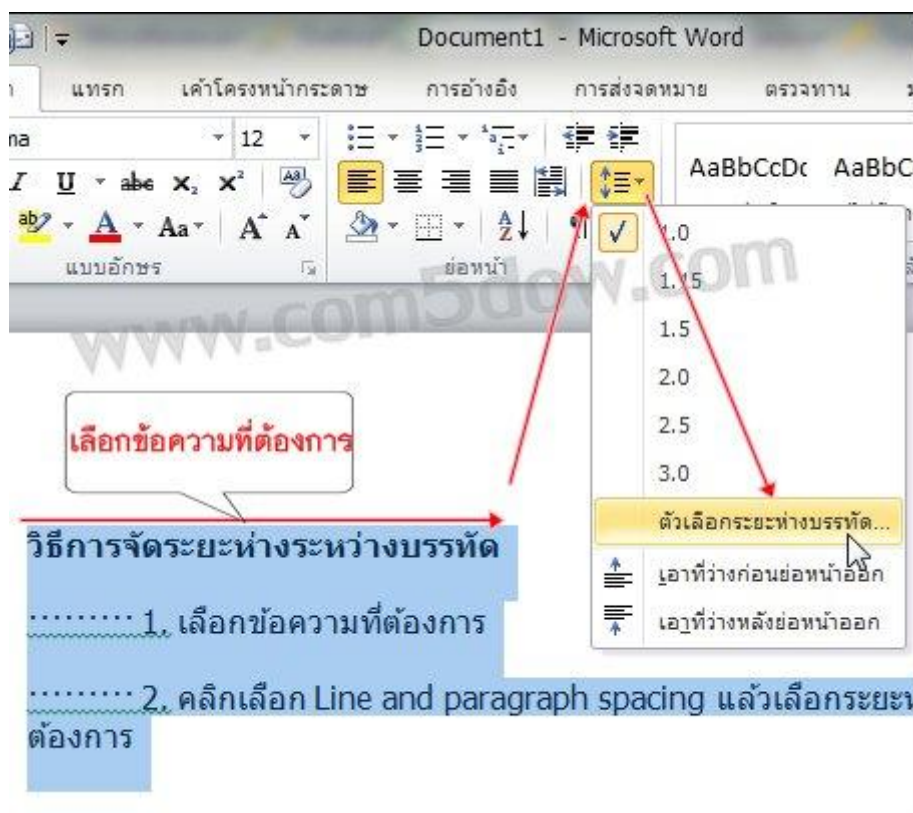 Document1 - Microsoft Word
แทรก เค้าโครงหน้ากระดาษ การอ้างอิง การส่งจดหมาย ตรวจทาน
ma 12
I U abc X₂ X² Aa
ab A Aa A A A Z AaBbCcDc AaBbC
แบบอักษร ย่อหน้า
www.com5dow.com
1.0
1.15
1.5
2.0
2.5
3.0
ตัวเลือกระยะห่างบรรทัด...
เอาที่ว่างก่อนย่อหน้าออก
เอาที่ว่างหลังย่อหน้าออก
เลือกข้อความที่ต้องการ
วิธีการจัดระยะห่างระหว่างบรรทัด
.......... 1. เลือกข้อความที่ต้องการ
.......... 2. คลิกเลือก Line and paragraph spacing แล้วเลือกระยะห
ต้องการ